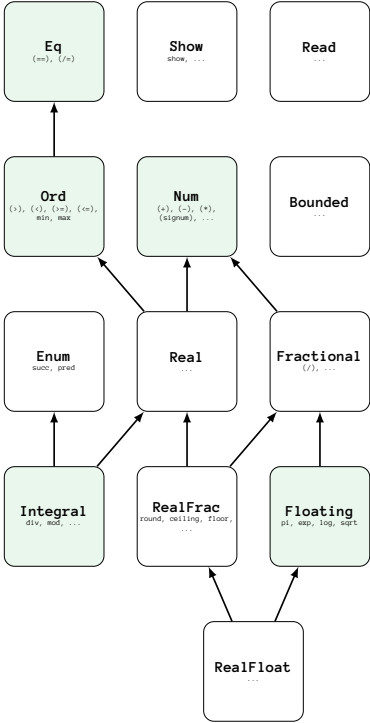 Eq
(==), (/=)
Show
show, ...
Read
...
Ord
(>), (<), (>=), (<=),
min, max
Num
(+), (-), (*),
(signum), ...
Bounded
...
Enum
succ, pred
Real
...
Fractional
(/), ...
Integral
div, mod, ...
RealFrac
round, ceiling, floor,
...
Floating
pi, exp, log, sqrt
RealFloat
...